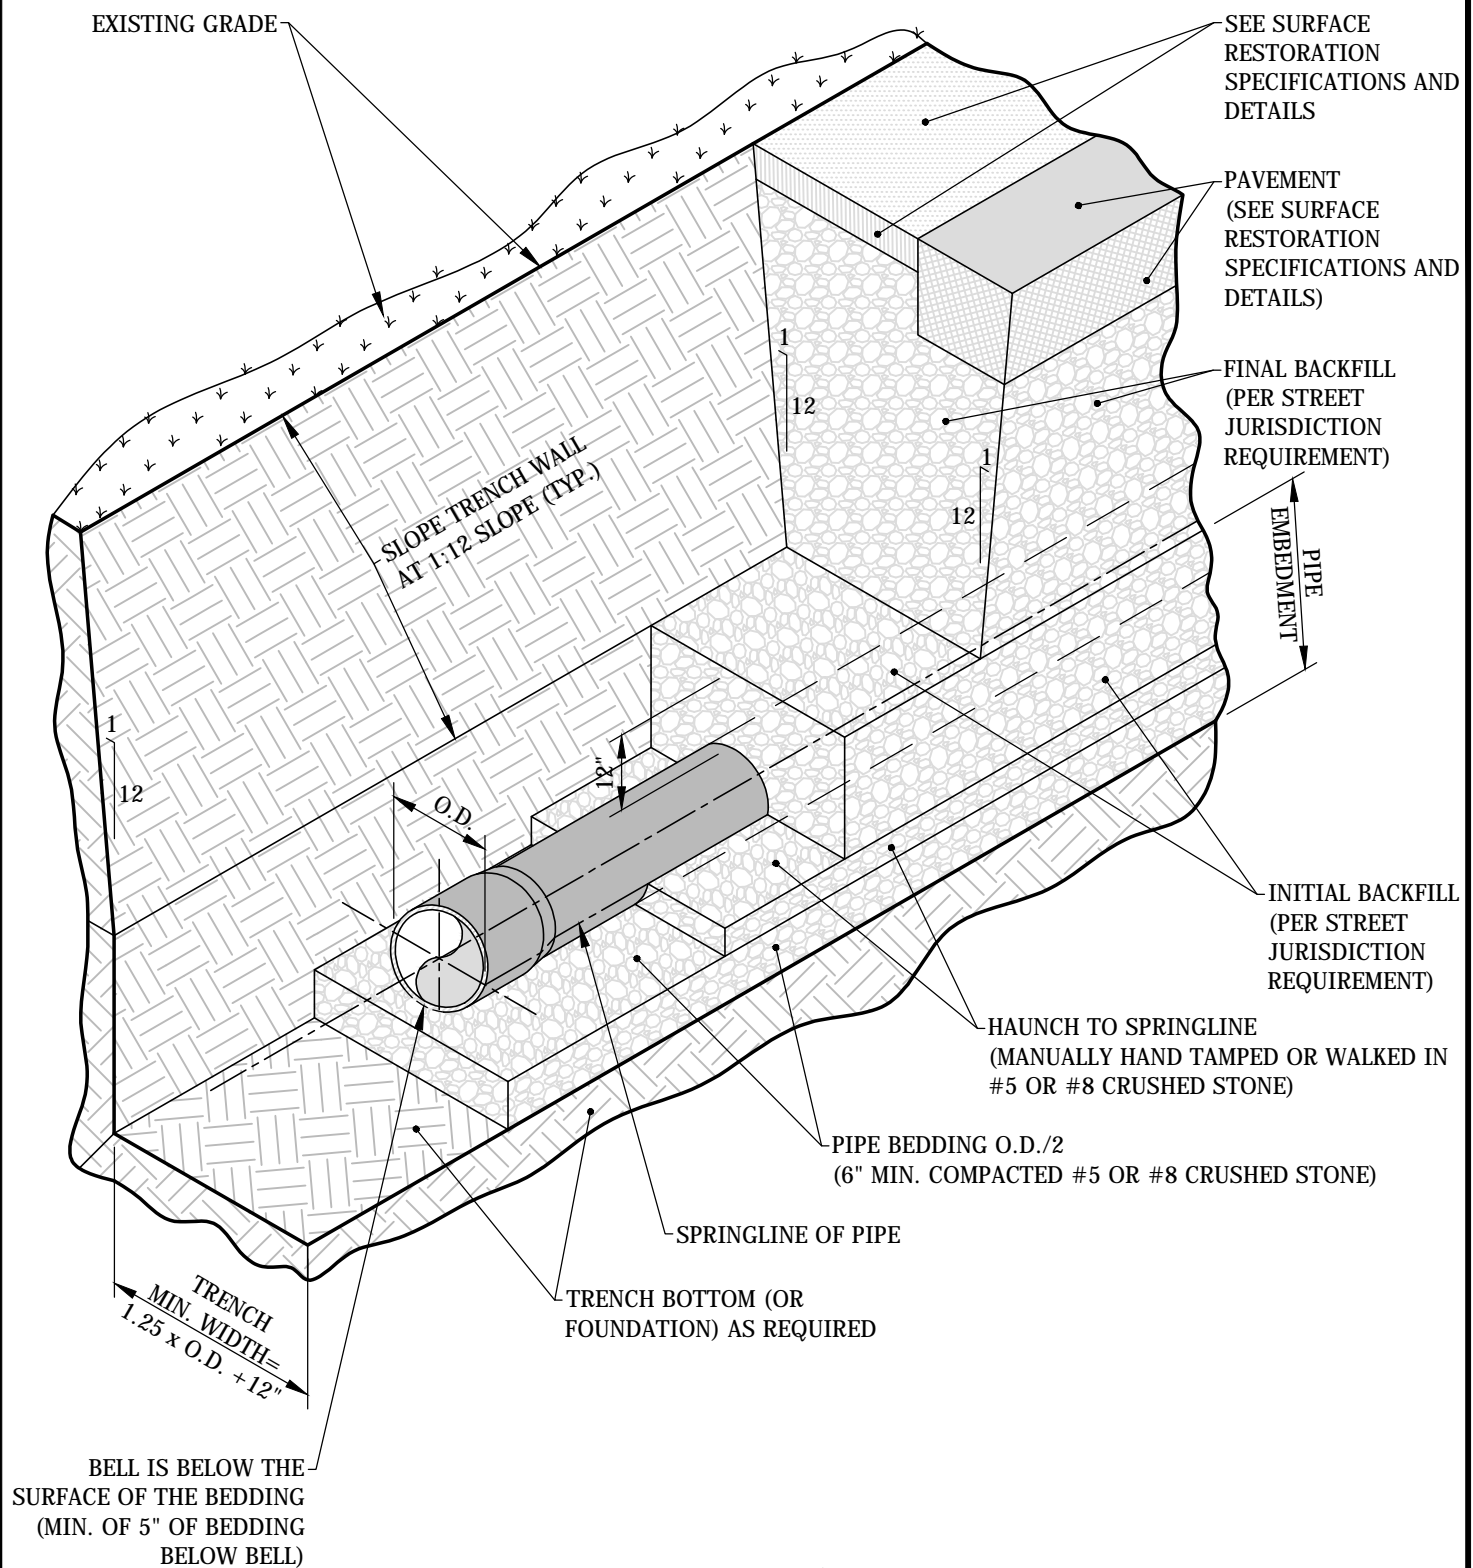 EXISTING GRADE
SEE SURFACE
RESTORATION
SPECIFICATIONS AND
DETAILS
PAVEMENT
(SEE SURFACE
RESTORATION
SPECIFICATIONS AND
DETAILS)
FINAL BACKFILL
(PER STREET
JURISDICTION
REQUIREMENT)
1
12
1
12
SLOPE TRENCH WALL
AT 1:12 SLOPE (TYP.)
PIPE
EMBEDMENT
1
12
12"
O.D.
INITIAL BACKFILL
(PER STREET
JURISDICTION
REQUIREMENT)
HAUNCH TO SPRINGLINE
(MANUALLY HAND TAMPED OR WALKED IN
#5 OR #8 CRUSHED STONE)
PIPE BEDDING O.D./2
(6" MIN. COMPACTED #5 OR #8 CRUSHED STONE)
SPRINGLINE OF PIPE
TRENCH BOTTOM (OR
FOUNDATION) AS REQUIRED
TRENCH
MIN. WIDTH=
1.25 x O.D. +12"
BELL IS BELOW THE
SURFACE OF THE BEDDING
(MIN. OF 5" OF BEDDING
BELOW BELL)